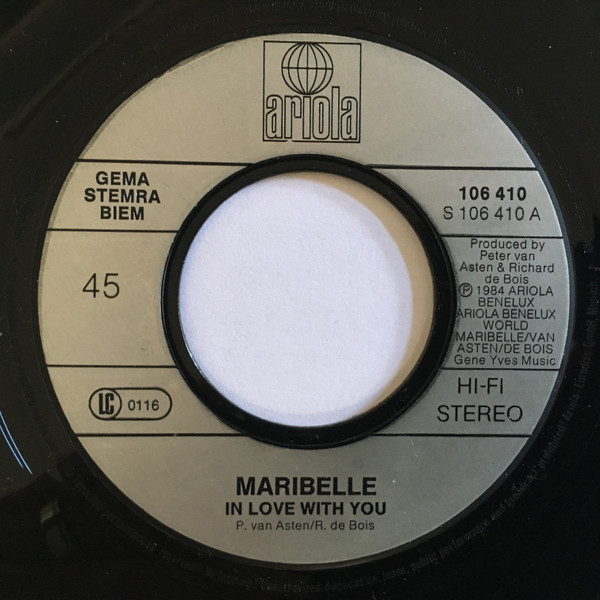 ariola
GEMA
STEMRA
BIEM
106 410
S 106 410 A
45
Produced by
Peter van
Asten & Richard
de Bois
℗ 1984 ARIOLA
BENELUX
ARIOLA BENELUX
WORLD
MARIBELLE/VAN
ASTEN/DE BOIS
Gene Yves Music
LC 0116
HI-FI
STEREO
MARIBELLE
IN LOVE WITH YOU
P. van Asten/R. de Bois